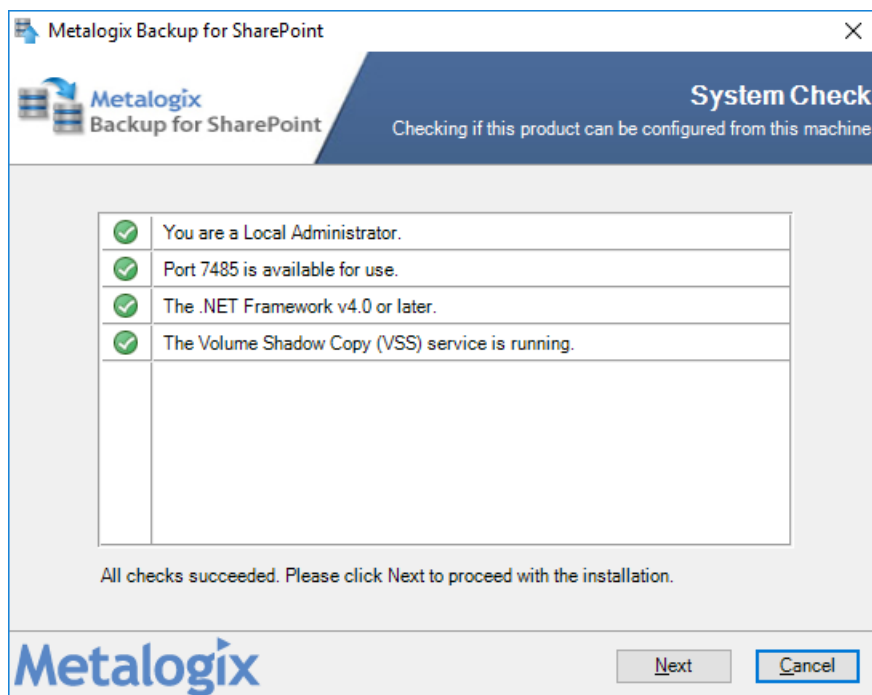 Metalogix Backup for SharePoint
Metalogix
Backup for SharePoint
System Check
Checking if this product can be configured from this machine
You are a Local Administrator.
Port 7485 is available for use.
The .NET Framework v4.0 or later.
The Volume Shadow Copy (VSS) service is running.
All checks succeeded. Please click Next to proceed with the installation.
Metalogix
Next
Cancel